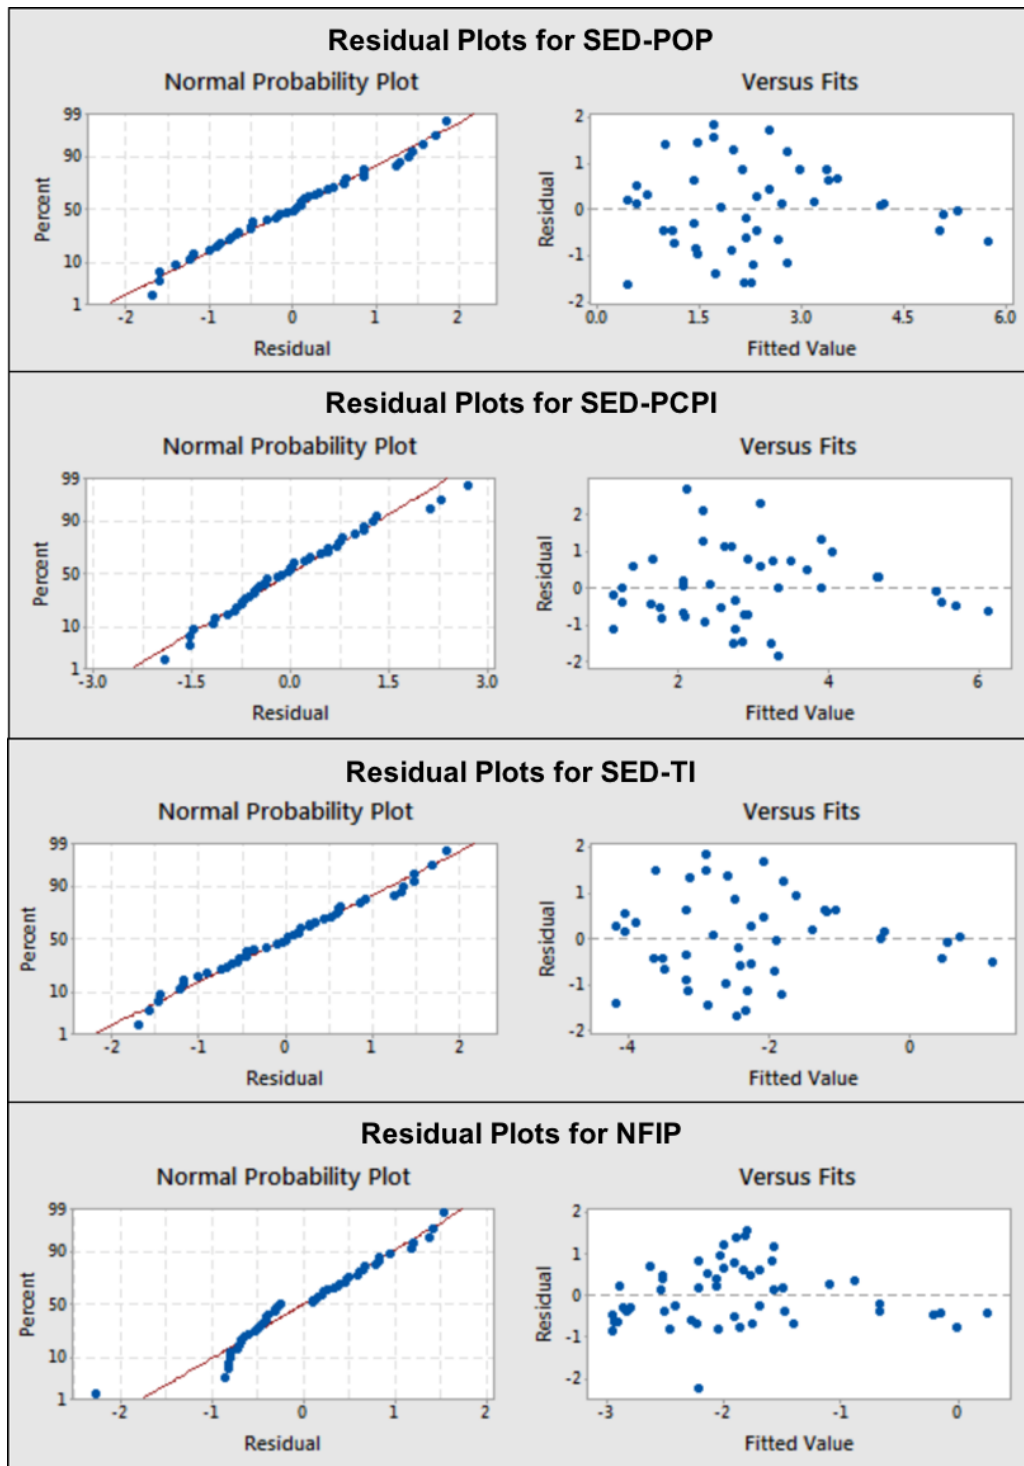 Residual Plots for SED-POP
Normal Probability Plot
Versus Fits
99
90
50
10
1
Percent
-2 -1 0 1 2
Residual
2
1
0
-1
-2
Residual
0.0 1.5 3.0 4.5 6.0
Fitted Value
Residual Plots for SED-PCPI
Normal Probability Plot
Versus Fits
99
90
50
10
1
Percent
-3.0 -1.5 0.0 1.5 3.0
Residual
2
1
0
-1
-2
Residual
2 4 6
Fitted Value
Residual Plots for SED-TI
Normal Probability Plot
Versus Fits
99
90
50
10
1
Percent
-2 -1 0 1 2
Residual
2
1
0
-1
-2
Residual
-4 -2 0
Fitted Value
Residual Plots for NFIP
Normal Probability Plot
Versus Fits
99
90
50
10
1
Percent
-2 -1 0 1 2
Residual
2
1
0
-1
-2
Residual
-3 -2 -1 0
Fitted Value